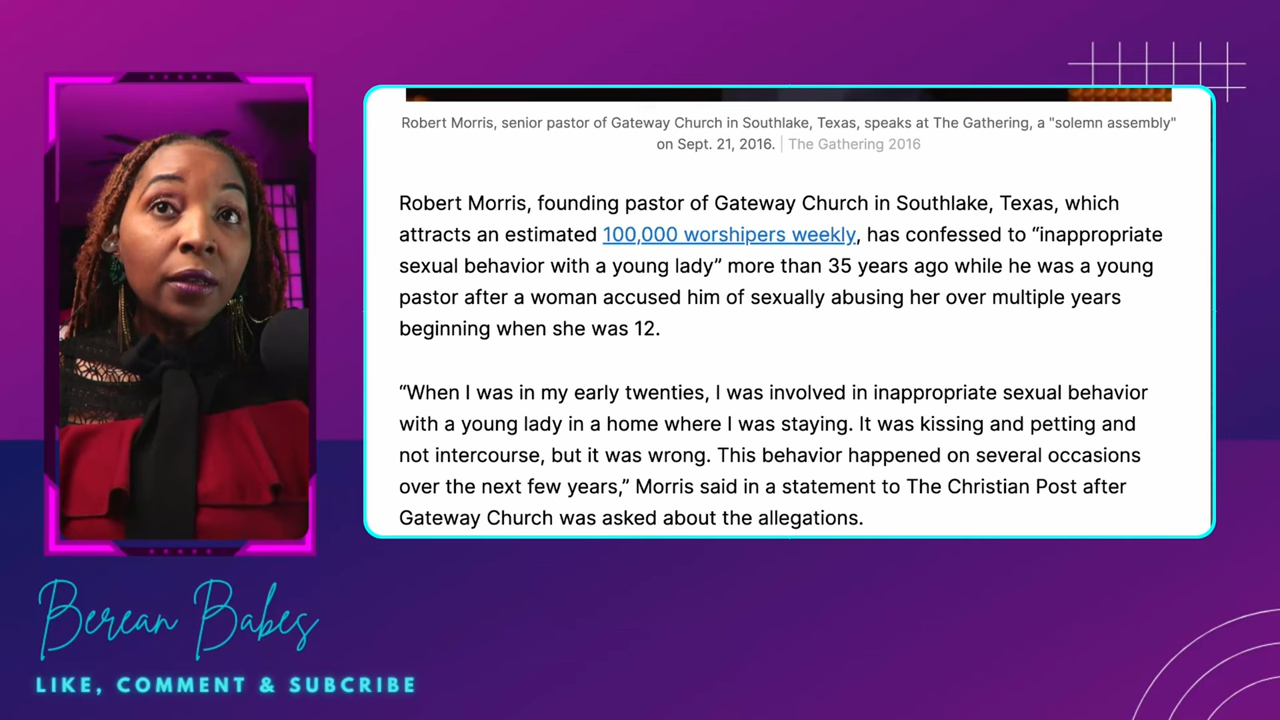 Robert Morris, senior pastor of Gateway Church in Southlake, Texas, speaks at The Gathering, a "solemn assembly"
on Sept. 21, 2016. | The Gathering 2016
Robert Morris, founding pastor of Gateway Church in Southlake, Texas, which
attracts an estimated 100,000 worshipers weekly, has confessed to “inappropriate
sexual behavior with a young lady” more than 35 years ago while he was a young
pastor after a woman accused him of sexually abusing her over multiple years
beginning when she was 12.
“When I was in my early twenties, I was involved in inappropriate sexual behavior
with a young lady in a home where I was staying. It was kissing and petting and
not intercourse, but it was wrong. This behavior happened on several occasions
over the next few years,” Morris said in a statement to The Christian Post after
Gateway Church was asked about the allegations.
Berean Babes
LIKE, COMMENT & SUBCRIBE